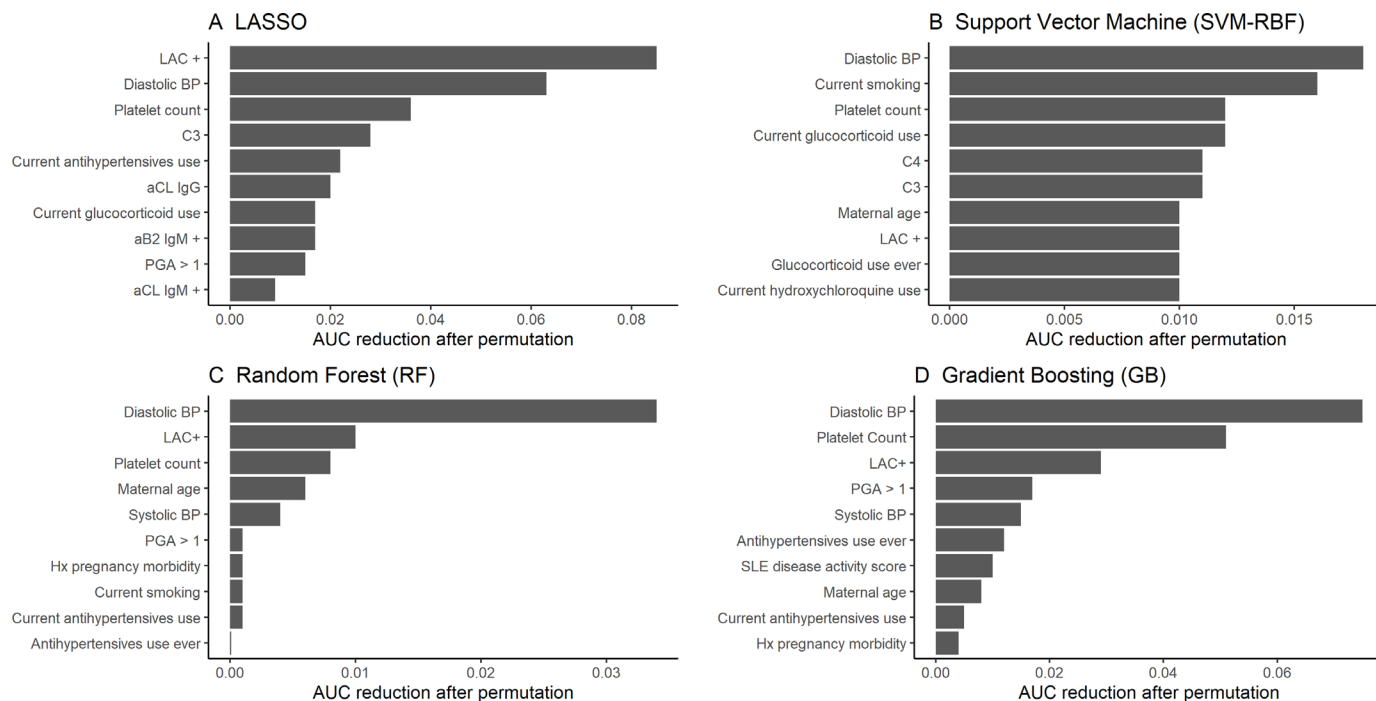 A LASSO
LAC +
Diastolic BP
Platelet count
C3
Current antihypertensives use
aCL IgG
Current glucocorticoid use
aB2 IgM +
PGA > 1
aCL IgM +
0.00 0.02 0.04 0.06 0.08
AUC reduction after permutation
B Support Vector Machine (SVM-RBF)
Diastolic BP
Current smoking
Platelet count
Current glucocorticoid use
C4
C3
Maternal age
LAC +
Glucocorticoid use ever
Current hydroxychloroquine use
0.000 0.005 0.010 0.015
AUC reduction after permutation
C Random Forest (RF)
Diastolic BP
LAC+
Platelet count
Maternal age
Systolic BP
PGA > 1
Hx pregnancy morbidity
Current smoking
Current antihypertensives use
Antihypertensives use ever
0.00 0.01 0.02 0.03
AUC reduction after permutation
D Gradient Boosting (GB)
Diastolic BP
Platelet Count
LAC+
PGA > 1
Systolic BP
Antihypertensives use ever
SLE disease activity score
Maternal age
Current antihypertensives use
Hx pregnancy morbidity
0.00 0.02 0.04 0.06
AUC reduction after permutation